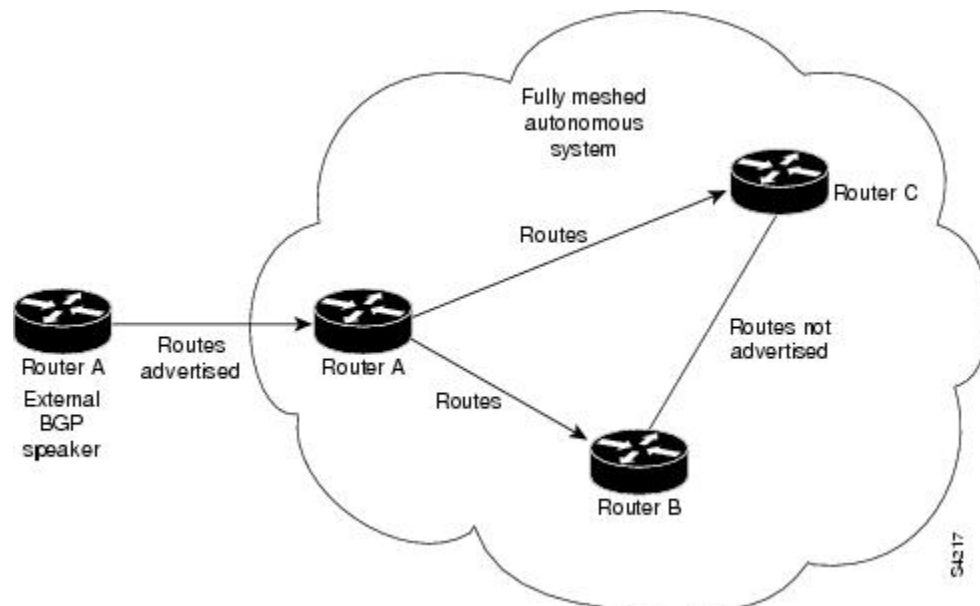 Fully meshed
autonomous
system
Router C
Routes
Routes not
advertised
Routes
advertised
Router A
Router A
External
BGP
speaker
Routes
Router B
S4217